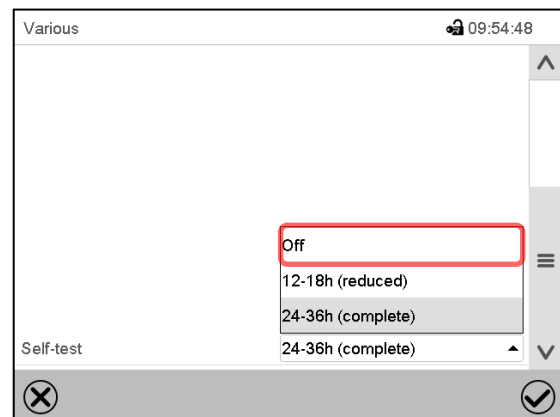 Various 09:54:48
Off
12-18h (reduced)
24-36h (complete)
Self-test 24-36h (complete)